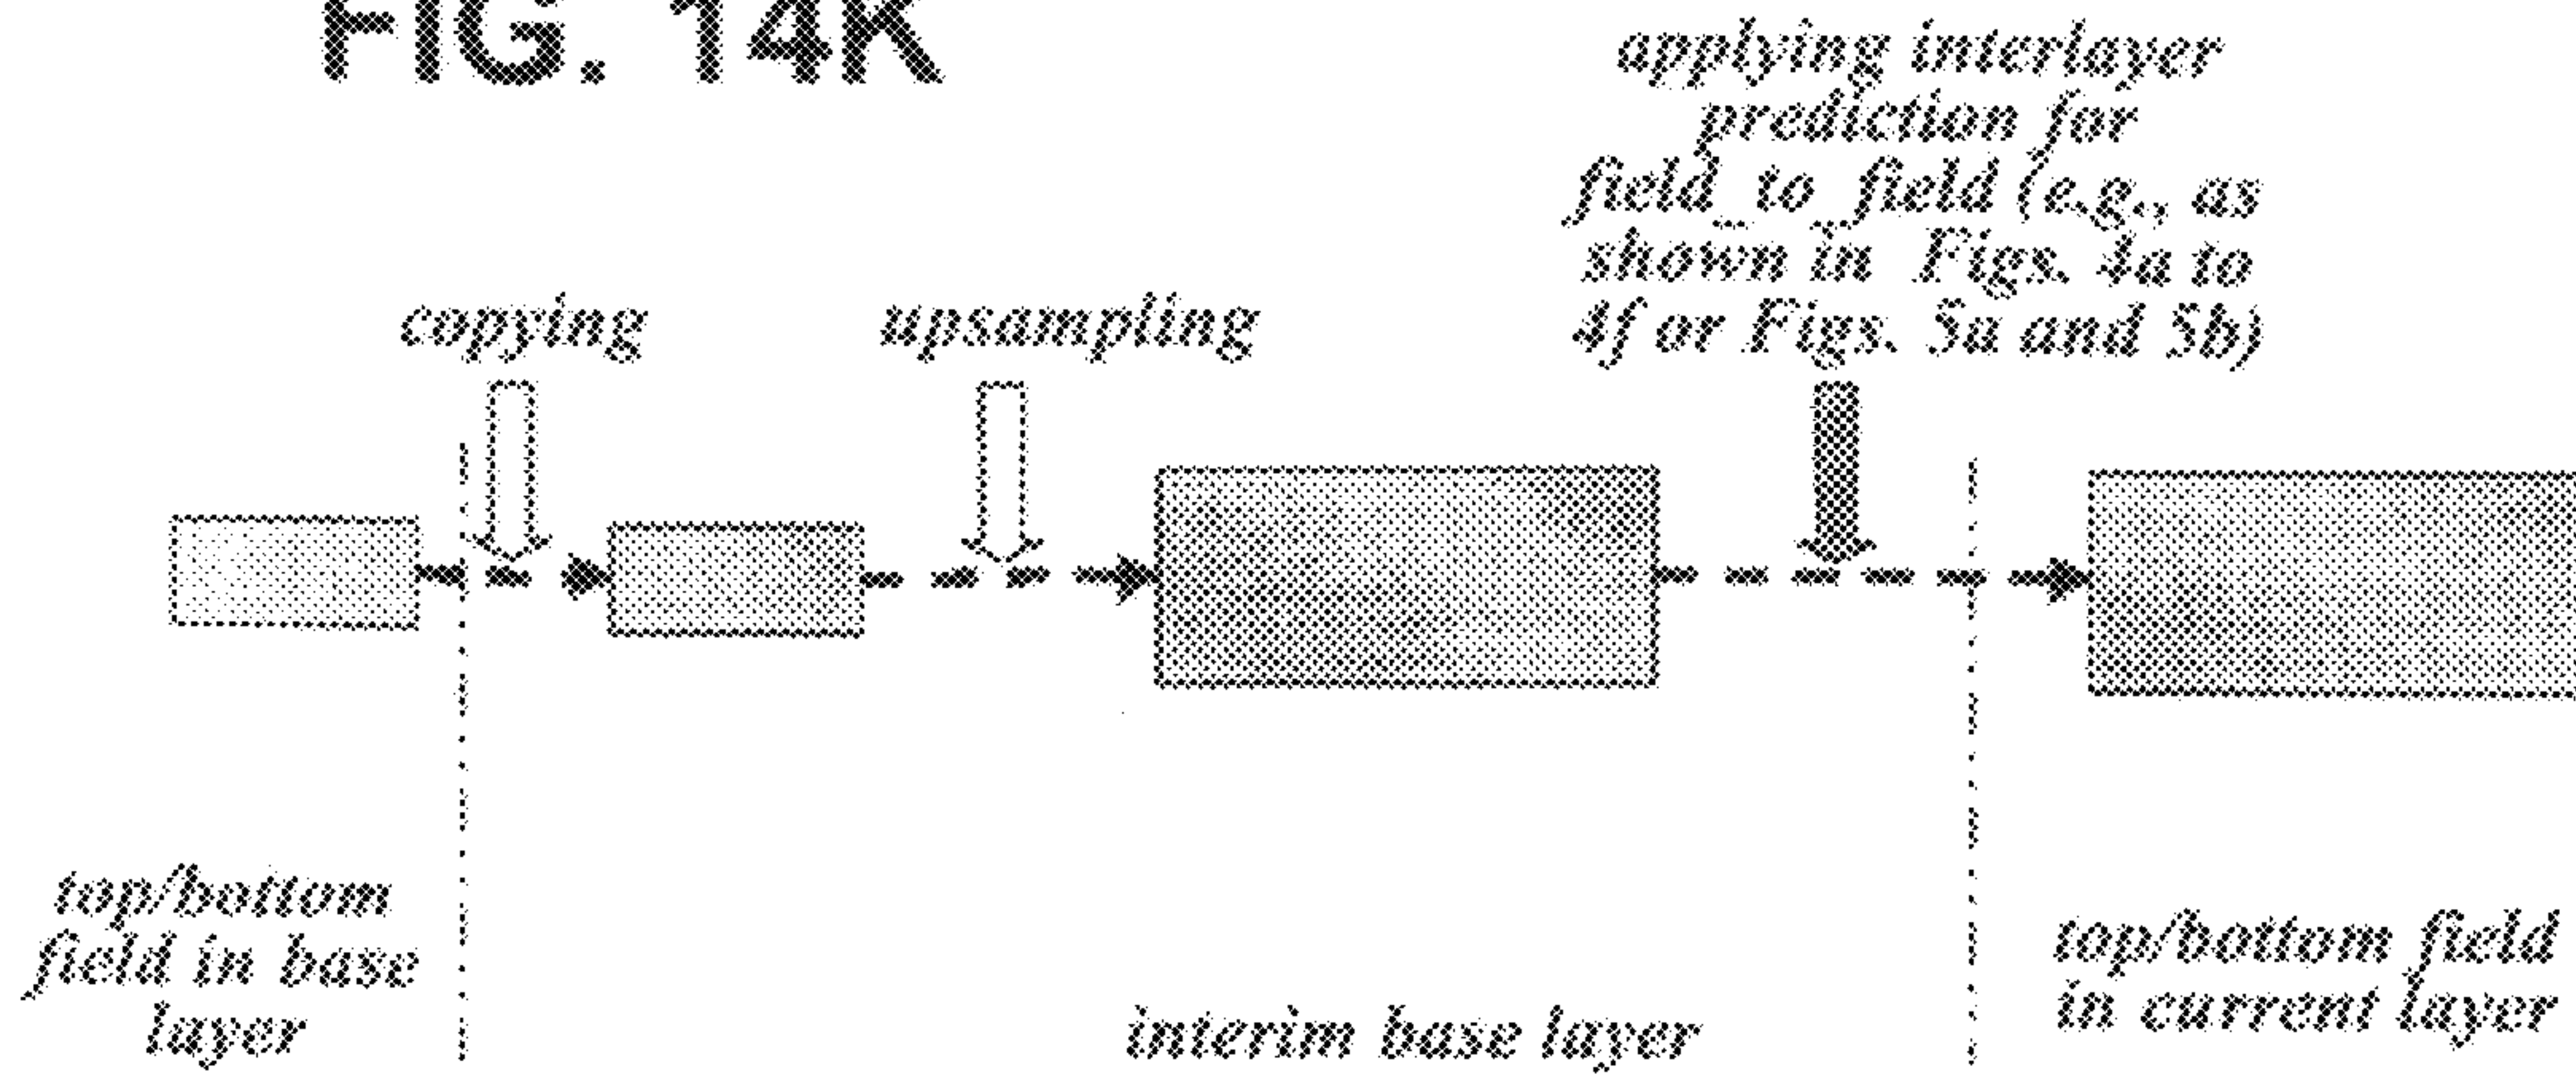 FIG. 14K
applying interlayer
prediction for
field_to_field (e.g., as
shown in Figs. 4a to
4f or Figs. 5a and 5b)
copying
upsampling
top/bottom
field in base
layer
interim base layer
top/bottom field
in current layer